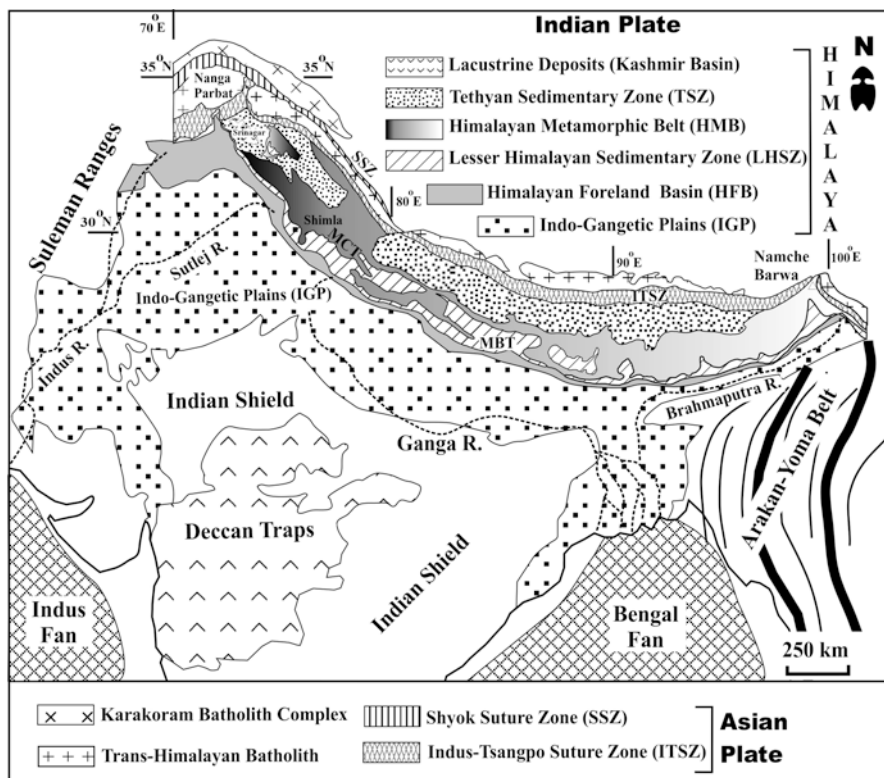 70°E
Indian Plate
35°N
35°N
Lacustrine Deposits (Kashmir Basin)
Tethyan Sedimentary Zone (TSZ)
Himalayan Metamorphic Belt (HMB)
Lesser Himalayan Sedimentary Zone (LHSZ)
Himalayan Foreland Basin (HFB)
Indo-Gangetic Plains (IGP)
HIMALAYA
N
Nanga
Parbat
Srinagar
SSZ
80°E
Suleman Ranges
30°N
Shimla
MCT
90°E
Namche
Barwa
100°E
ITSZ
Sutlej R.
Indo-Gangetic Plains (IGP)
Indus R.
MBT
Brahmaputra R.
Indian Shield
Ganga R.
Arakan-Yoma Belt
Deccan Traps
Indian Shield
Indus
Fan
Bengal
Fan
250 km
Karakoram Batholith Complex
Shyok Suture Zone (SSZ)
Trans-Himalayan Batholith
Indus-Tsangpo Suture Zone (ITSZ)
Asian
Plate